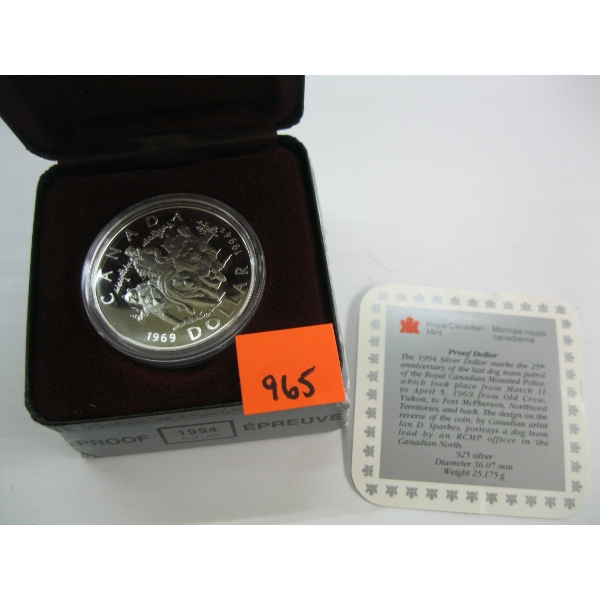 CANADA
1969 DOLLAR 1994
965
PROOF 1994 ÉPREUVE
Royal Canadian Monnaie royale
Mint canadienne
Proof Dollar
The 1994 Silver Dollar marks the 25th
anniversary of the last dog team patrol
of the Royal Canadian Mounted Police,
which took place from March 11
to April 5, 1969 from Old Crow,
Yukon, to Fort McPherson, Northwest
Territories, and back. The design on the
reverse of the coin, by Canadian artist
Ian D. Sparkes, portrays a dog team
lead by an RCMP officer in the
Canadian North.
.925 silver
Diameter 36.07 mm
Weight 25.175 g